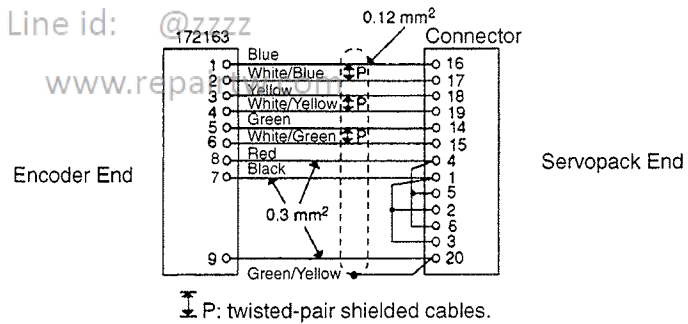 Line id: @zzzz
0.12 mm²
172163 Connector
1 Blue 16
2 White/Blue P 17
www.repairtw.com
3 Yellow 18
4 White/Yellow P 19
5 Green 14
6 White/Green P 15
8 Red 4
7 Black 1
Encoder End
Servopack End
5
0.3 mm²
2
6
3
9 20
Green/Yellow
P: twisted-pair shielded cables.